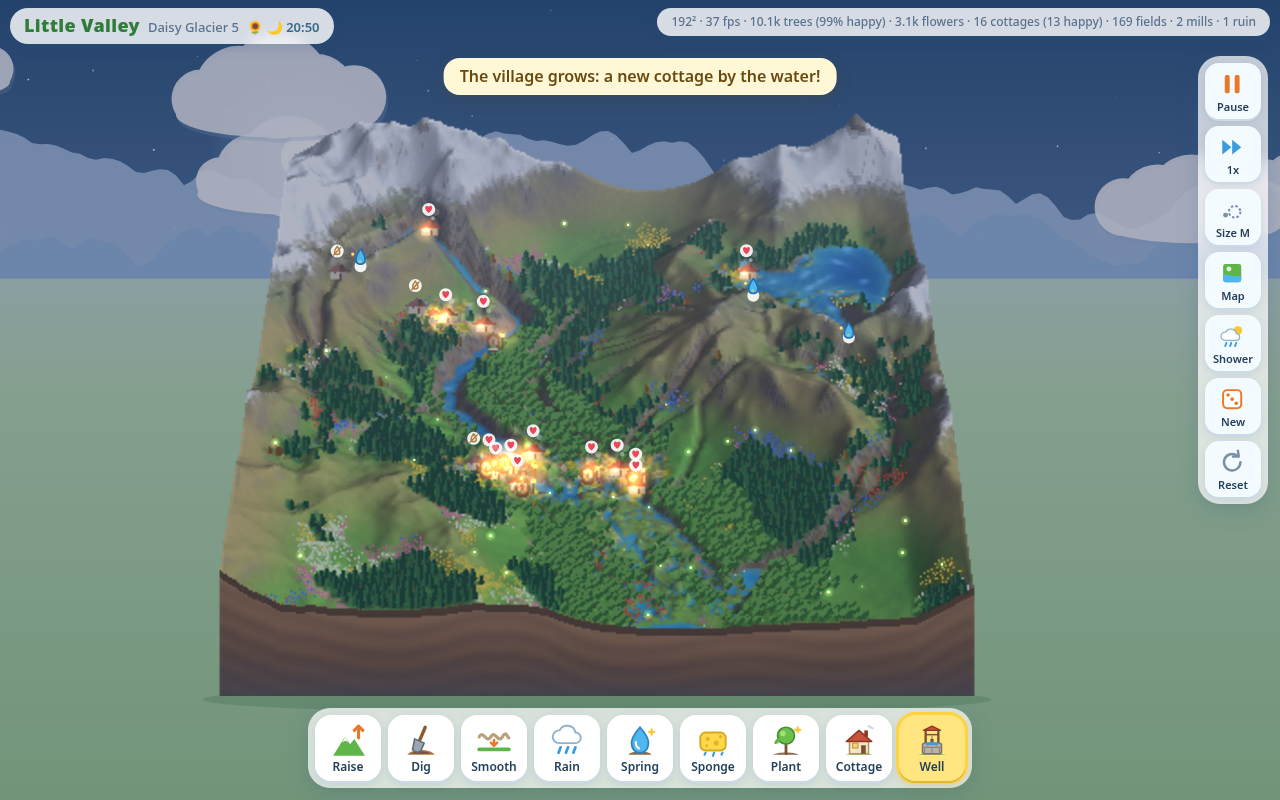 Little Valley Daisy Glacier 5 20:50
192² · 37 fps · 10.1k trees (99% happy) · 3.1k flowers · 16 cottages (13 happy) · 169 fields · 2 mills · 1 ruin
The village grows: a new cottage by the water!
Pause
1x
Size M
Map
Shower
New
Reset
Raise
Dig
Smooth
Rain
Spring
Sponge
Plant
Cottage
Well